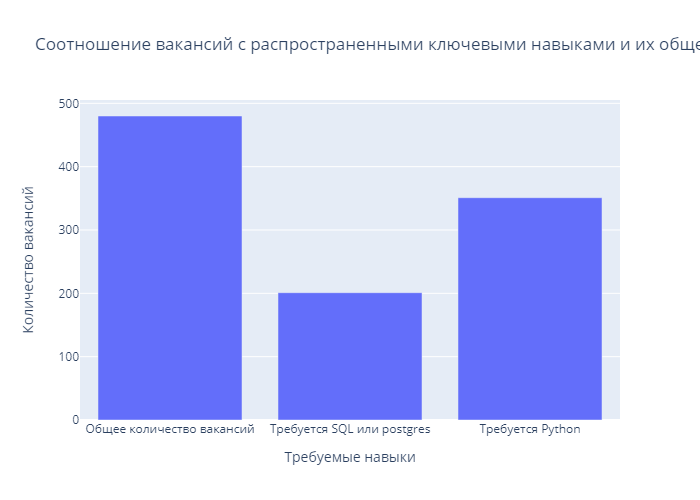 Соотношение вакансий с распространенными ключевыми навыками и их обще
500
400
300
200
100
0
Количество вакансий
Общее количество вакансий
Требуется SQL или postgres
Требуется Python
Требуемые навыки